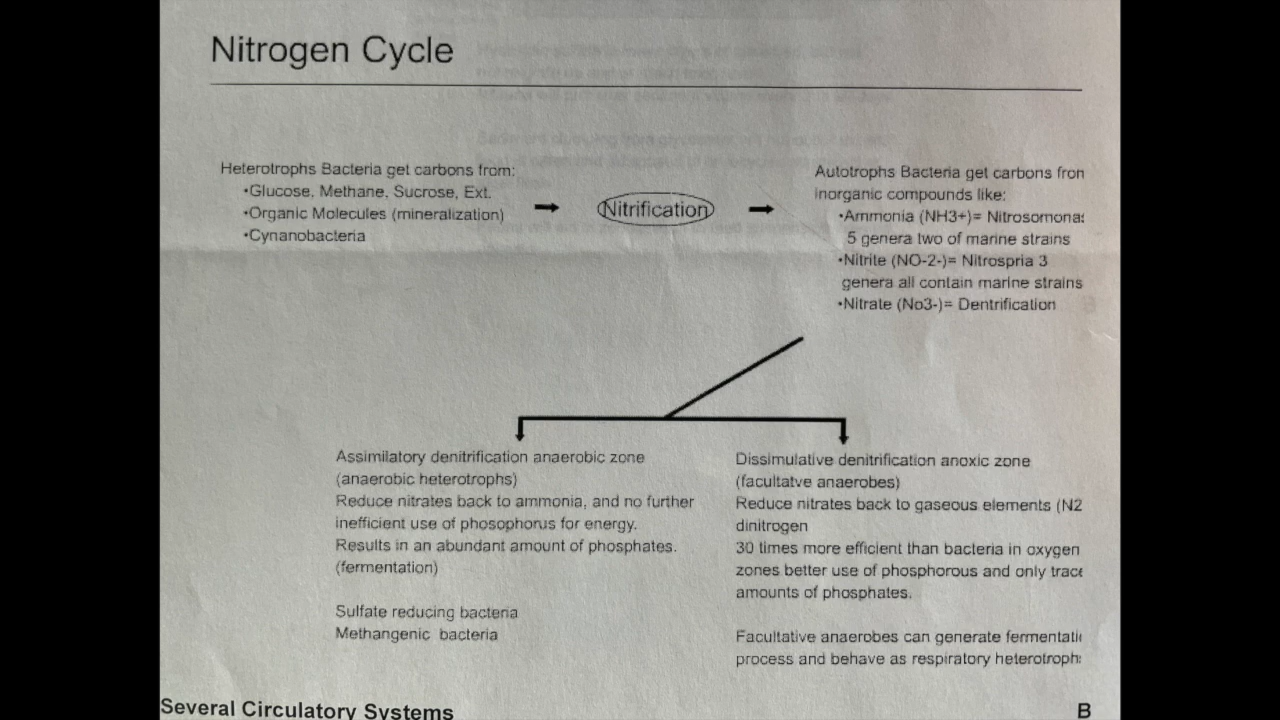 Nitrogen Cycle
Heterotrophs Bacteria get carbons from:
•Glucose, Methane, Sucrose, Ext.
•Organic Molecules (mineralization)
•Cynanobacteria
Nitrification
Autotrophs Bacteria get carbons from
inorganic compounds like:
•Ammonia (NH3+)= Nitrosomonas
5 genera two of marine strains
•Nitrite (NO-2-)= Nitrospria 3
genera all contain marine strains
•Nitrate (No3-)= Dentrification
Assimilatory denitrification anaerobic zone
(anaerobic heterotrophs)
Reduce nitrates back to ammonia, and no further
inefficient use of phosophorus for energy.
Results in an abundant amount of phosphates.
(fermentation)
Sulfate reducing bacteria
Methangenic bacteria
Dissimulative denitrification anoxic zone
(facultatve anaerobes)
Reduce nitrates back to gaseous elements (N2
dinitrogen
30 times more efficient than bacteria in oxygen
zones better use of phosphorous and only trace
amounts of phosphates.
Facultative anaerobes can generate fermentati
process and behave as respiratory heterotroph
Several Circulatory Systems
B